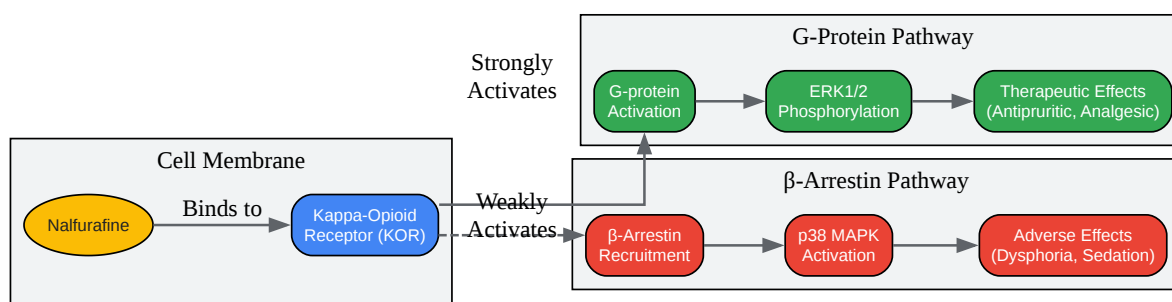 G-Protein Pathway
Strongly
Activates
G-protein
Activation
ERK1/2
Phosphorylation
Therapeutic Effects
(Antipruritic, Analgesic)
Cell Membrane
Nalfurafine
Binds to
Kappa-Opioid
Receptor (KOR)
Weakly
Activates
β-Arrestin Pathway
β-Arrestin
Recruitment
p38 MAPK
Activation
Adverse Effects
(Dysphoria, Sedation)